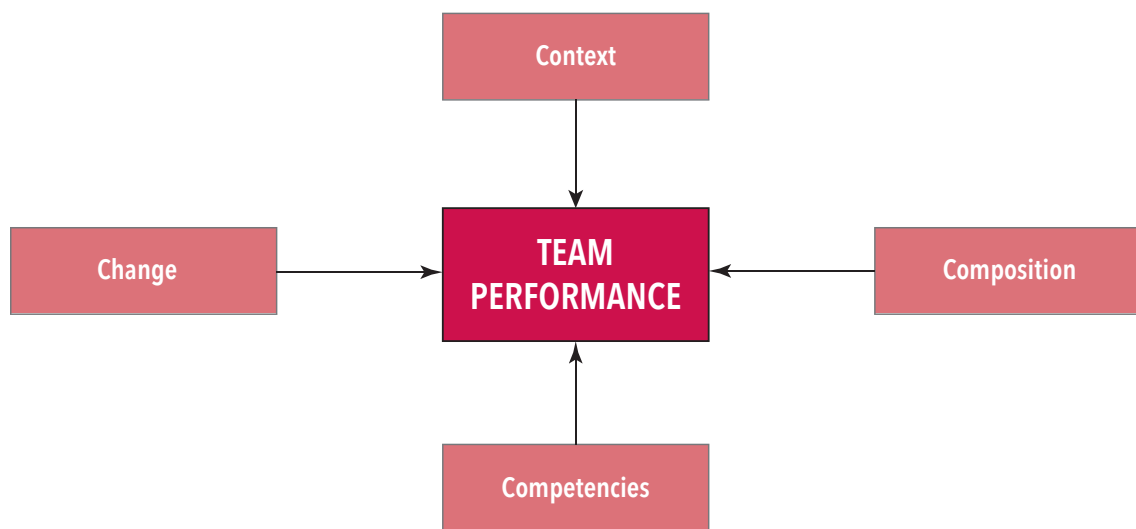 Context
Change
TEAM
PERFORMANCE
Composition
Competencies